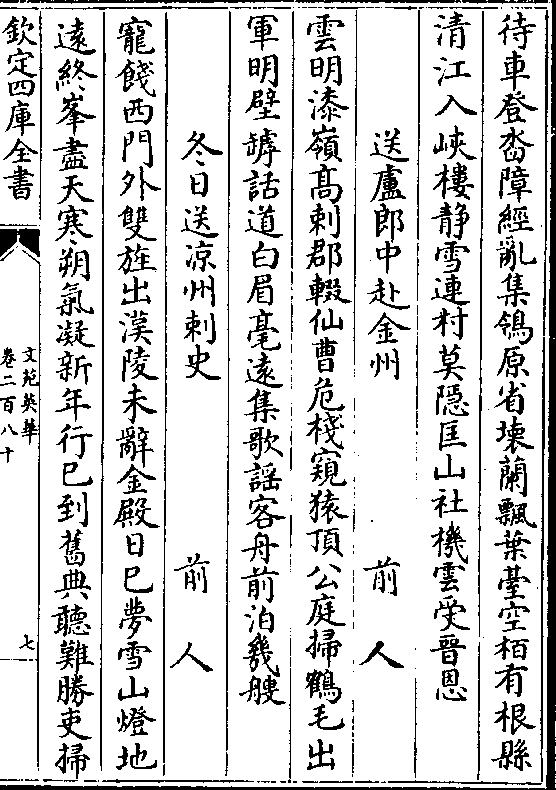 待車登沓障經亂集鴒原省壊蘭飄葉臺空栢有根縣
清江入峽樓静雪連村莫隠匡山社機雲受晉恩
送盧郎中赴金州　前人
雲明漆嶺髙刺郡輟仙曹危棧窺猿頂公庭掃鶴毛出
軍明壁罅話道白眉毫遠集歌謡客舟前泊幾艘
冬日送凉州刺史　前人
寵餞西門外雙旌出漢陵未辭金殿日已夢雪山燈地
遠終峯盡天寒朔氣凝新年行已到舊典聽難勝吏掃
欽定四庫全書
文苑英華
卷二百八十
七